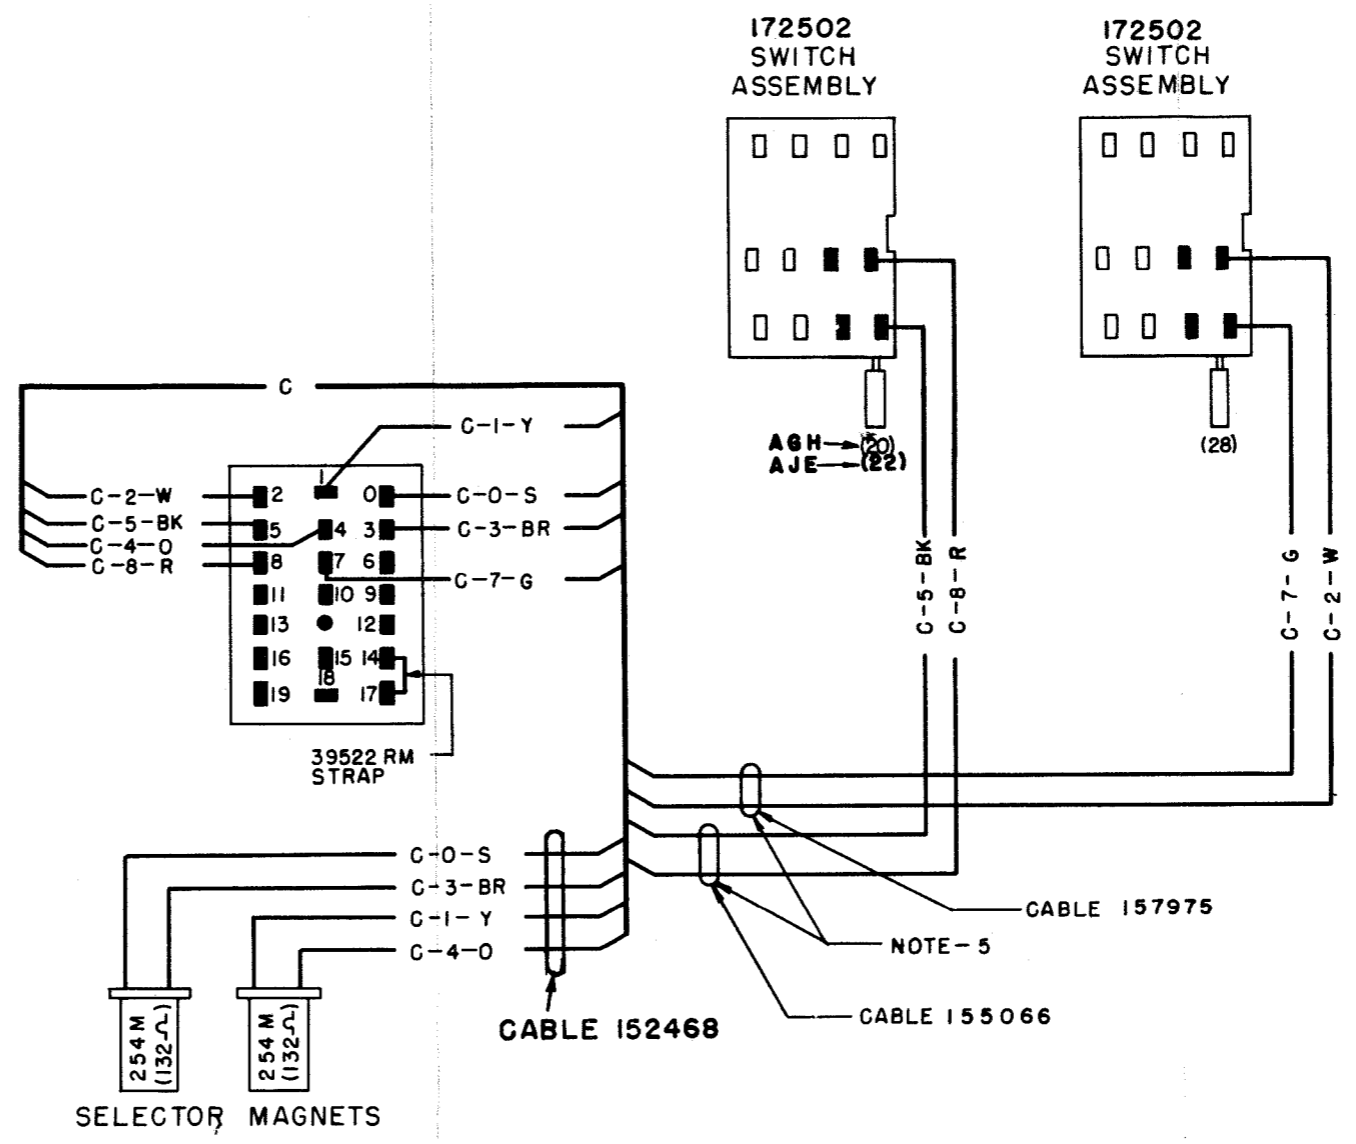 172502
SWITCH
ASSEMBLY
172502
SWITCH
ASSEMBLY
C
C-1-Y
AGH (20)
AJE (22)
(28)
C-2-W
C-5-BK
C-4-O
C-8-R
1
2 0
5 4 3
8 7 6
11 10 9
13 12
16 15 14
18
19 17
C-0-S
C-3-BR
C-7-G
C-5-BK
C-8-R
C-7-G
C-2-W
39522 RM
STRAP
C-0-S
C-3-BR
C-1-Y
C-4-O
CABLE 157975
NOTE-5
CABLE 155066
CABLE 152468
254 M
(132Ω)
254 M
(132Ω)
SELECTOR MAGNETS